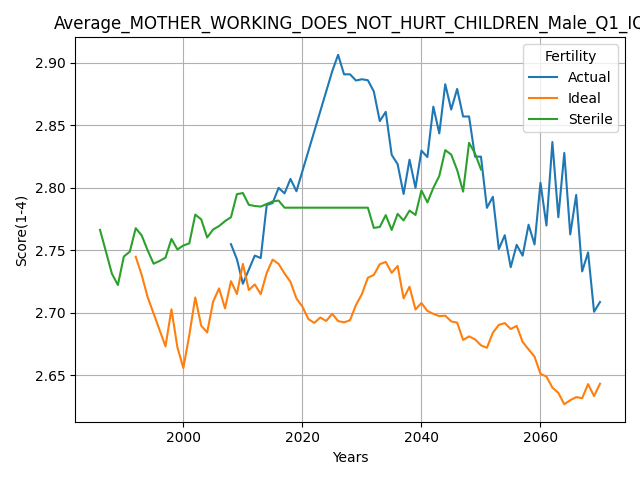 Average_MOTHER_WORKING_DOES_NOT_HURT_CHILDREN_Male_Q1_IC
Fertility
Actual
Ideal
Sterile
Score(1-4)
2.90
2.85
2.80
2.75
2.70
2.65
2000 2020 2040 2060
Years